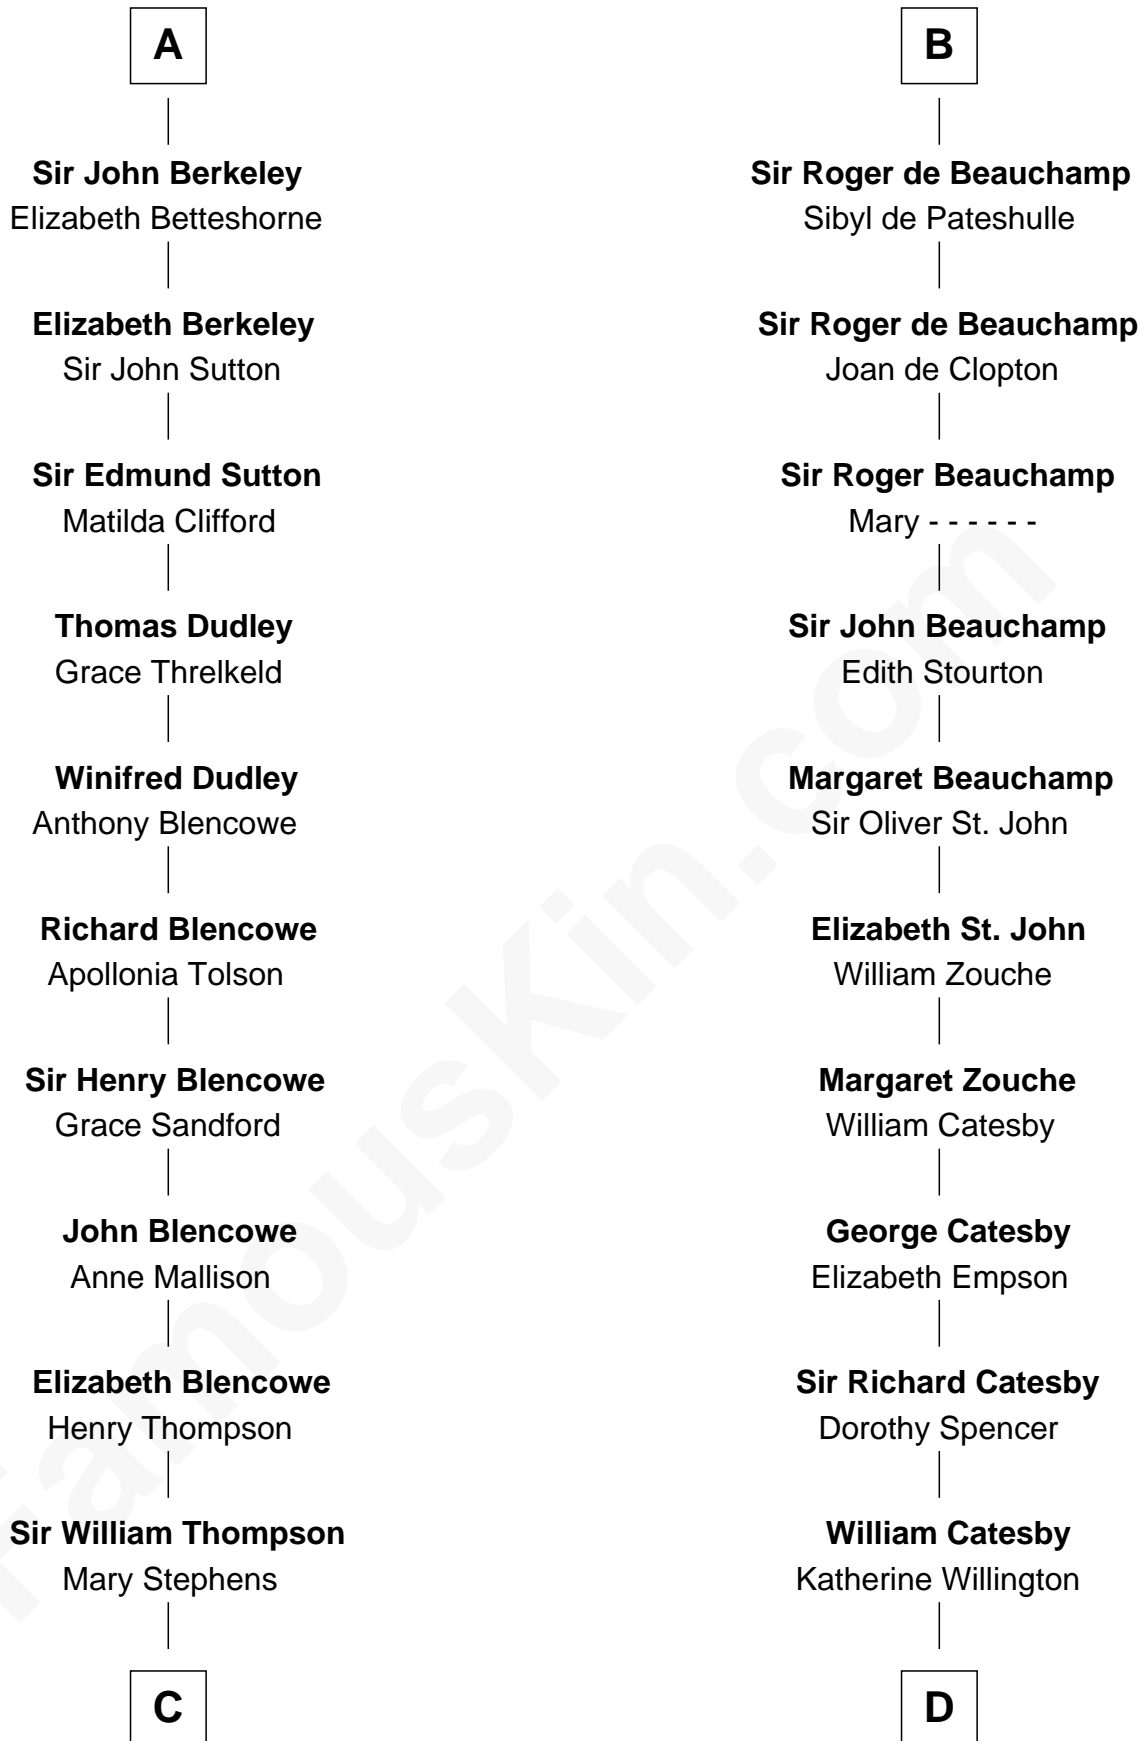 A
Sir John Berkeley
Elizabeth Betteshorne
Elizabeth Berkeley
Sir John Sutton
Sir Edmund Sutton
Matilda Clifford
Thomas Dudley
Grace Threlkeld
Winifred Dudley
Anthony Blencowe
Richard Blencowe
Apollonia Tolson
Sir Henry Blencowe
Grace Sandford
John Blencowe
Anne Mallison
Elizabeth Blencowe
Henry Thompson
Sir William Thompson
Mary Stephens
C
B
Sir Roger de Beauchamp
Sibyl de Pateshulle
Sir Roger de Beauchamp
Joan de Clopton
Sir Roger Beauchamp
Mary - - - - - -
Sir John Beauchamp
Edith Stourton
Margaret Beauchamp
Sir Oliver St. John
Elizabeth St. John
William Zouche
Margaret Zouche
William Catesby
George Catesby
Elizabeth Empson
Sir Richard Catesby
Dorothy Spencer
William Catesby
Katherine Willington
D
FamousKin.com